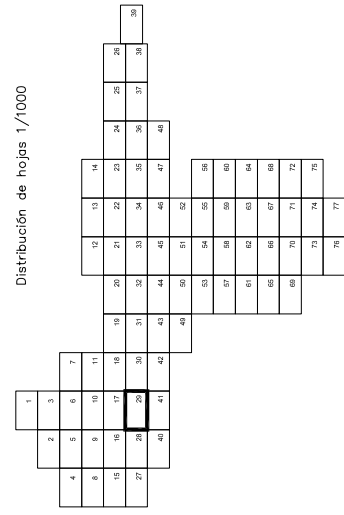 Distribución de hojas 1/1000
1
2 3
4 5 6 7
8 9 10 11 12 13 14
15 16 17 18 19 20 21 22 23 24 25 26
27 28 29 30 31 32 33 34 35 36 37 38 39
40 41 42 43 44 45 46 47 48
49 50 51 52
53 54 55 56
57 58 59 60
61 62 63 64
65 66 67 68
69 70 71 72
73 74 75
76 77